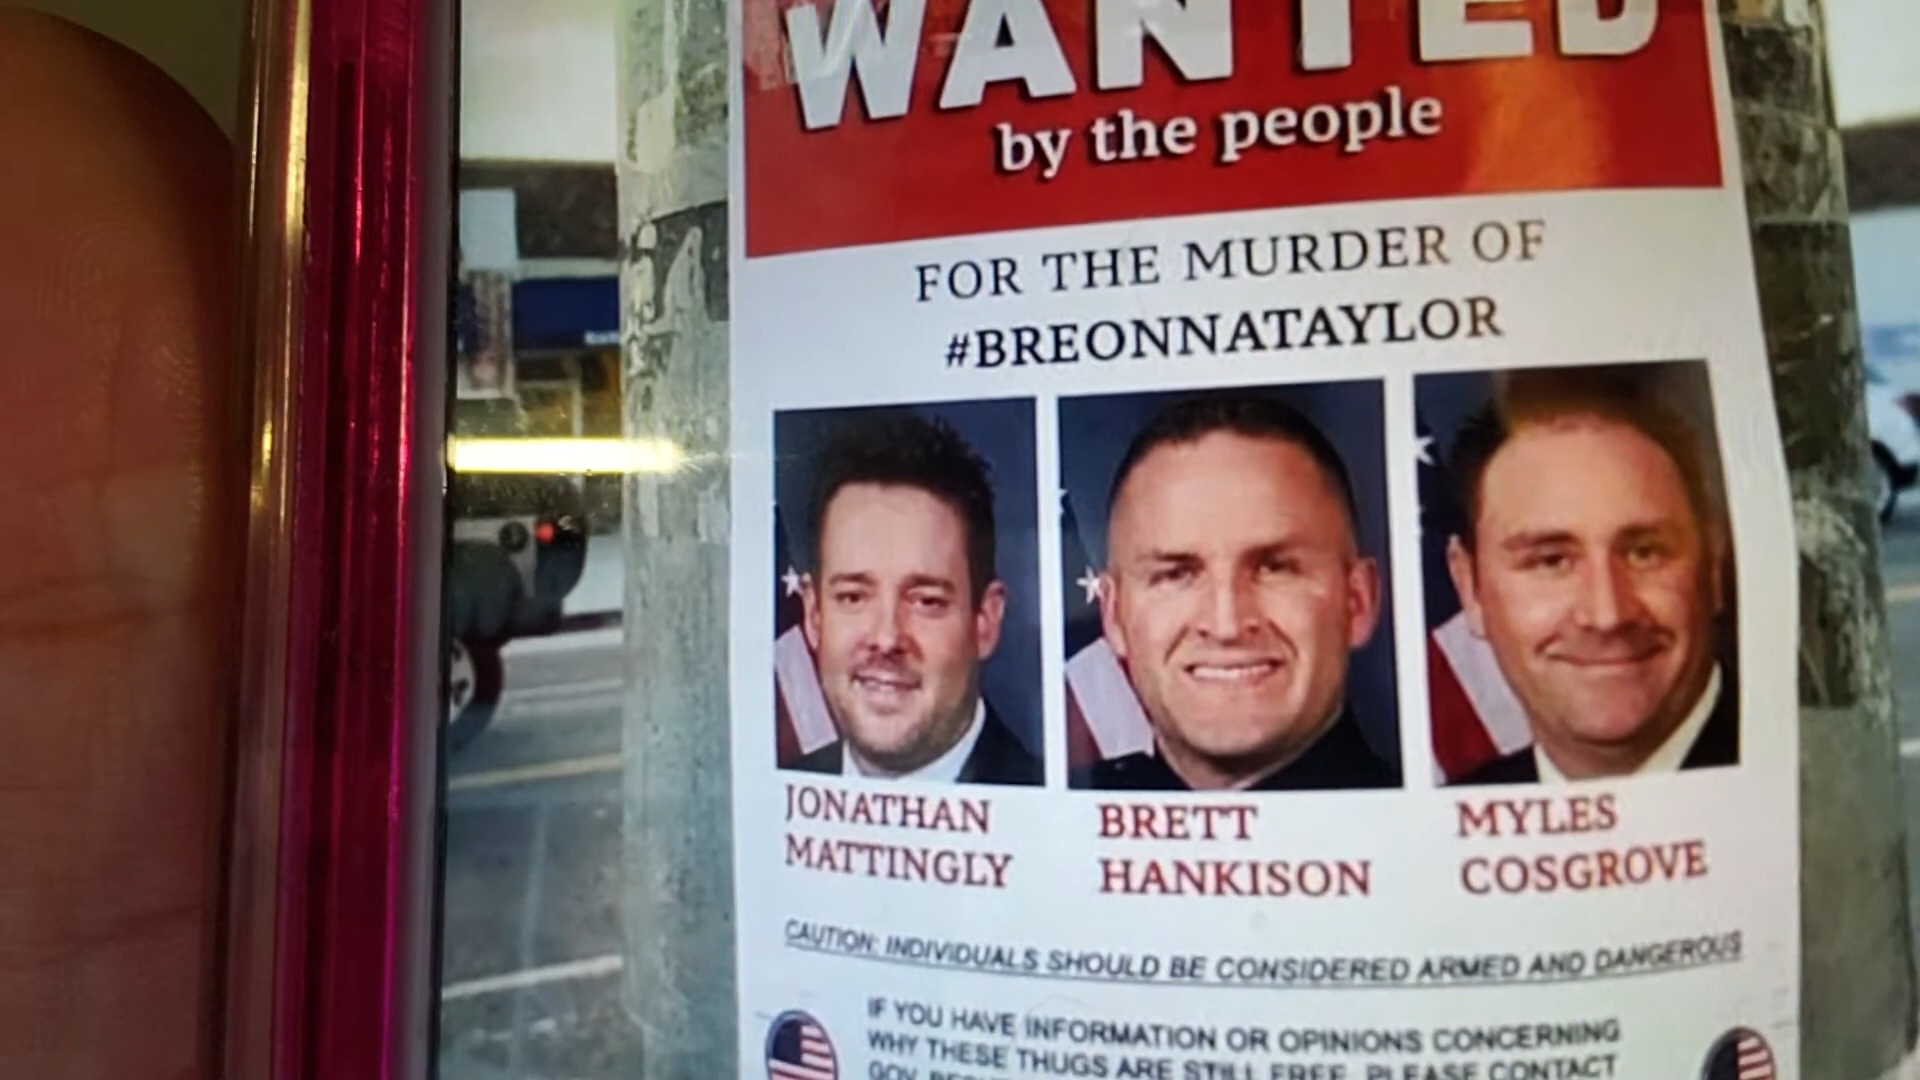 WANTED
by the people
FOR THE MURDER OF
#BREONNATAYLOR
JONATHAN MATTINGLY
BRETT HANKISON
MYLES COSGROVE
CAUTION: INDIVIDUALS SHOULD BE CONSIDERED ARMED AND DANGEROUS
IF YOU HAVE INFORMATION OR OPINIONS CONCERNING
WHY THESE THUGS ARE STILL FREE, PLEASE CONTACT
GOV.